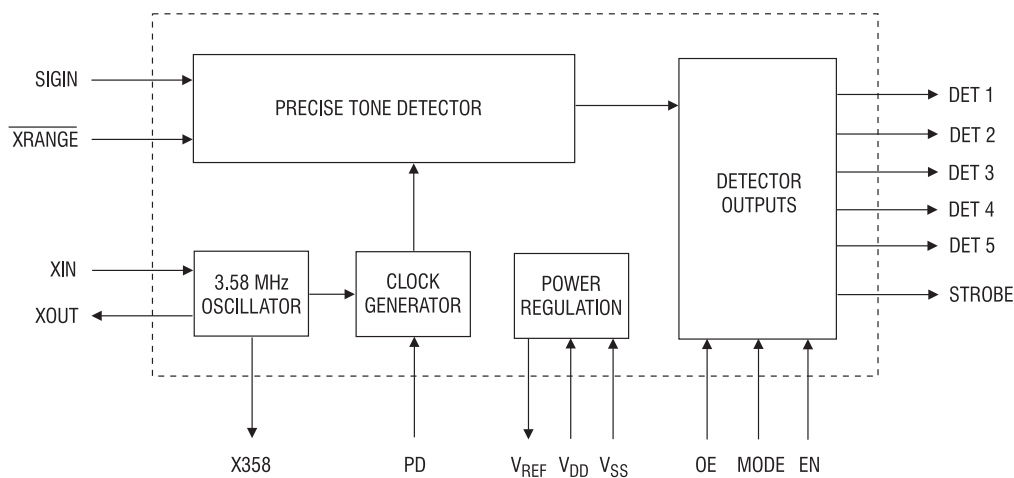 SIGIN
XRANGE
PRECISE TONE DETECTOR
DETECTOR
OUTPUTS
DET 1
DET 2
DET 3
DET 4
DET 5
STROBE
XIN
XOUT
3.58 MHz
OSCILLATOR
CLOCK
GENERATOR
POWER
REGULATION
X358
PD
VREF
VDD
VSS
OE
MODE
EN